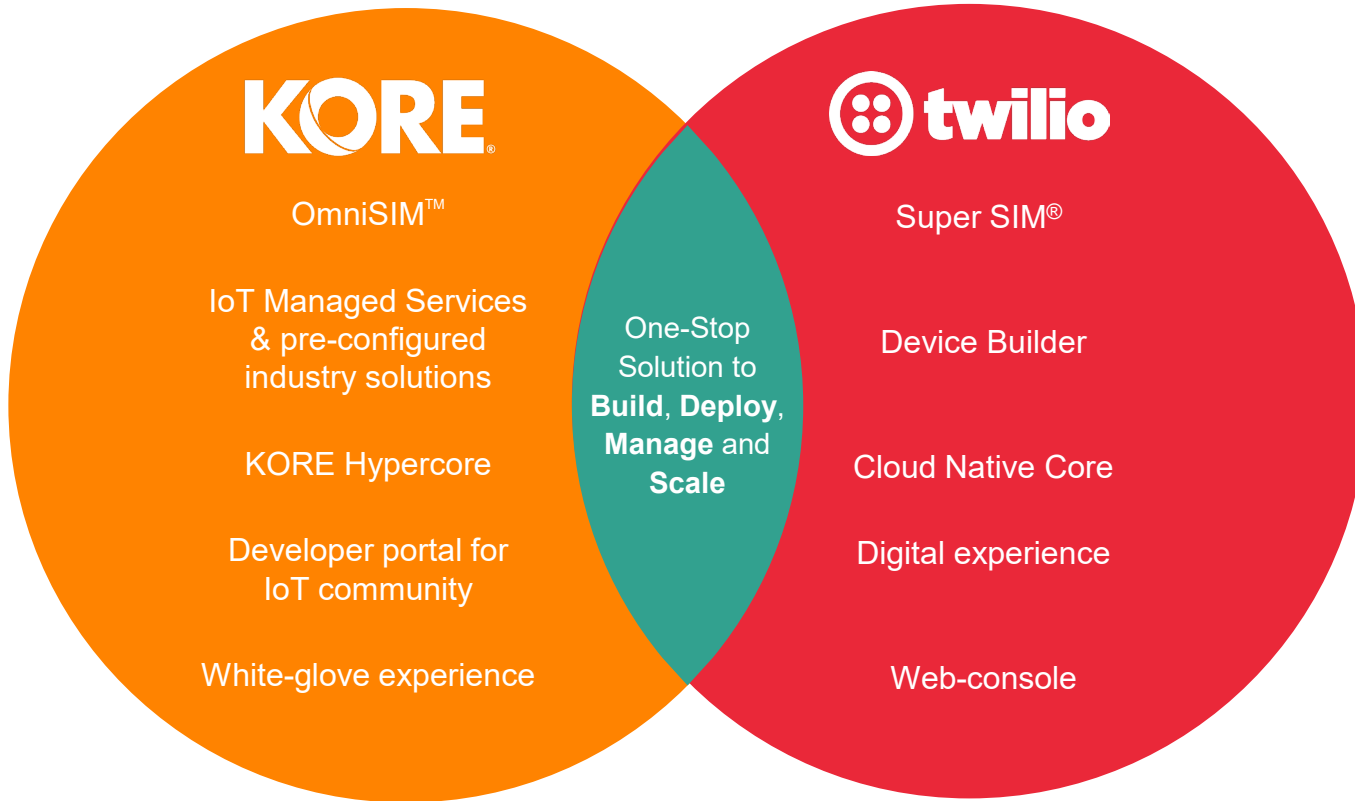 KORE®
OmniSIM™
IoT Managed Services
& pre-configured
industry solutions
KORE Hypercore
Developer portal for
IoT community
White-glove experience
One-Stop
Solution to
Build, Deploy,
Manage and
Scale
twilio
Super SIM®
Device Builder
Cloud Native Core
Digital experience
Web-console